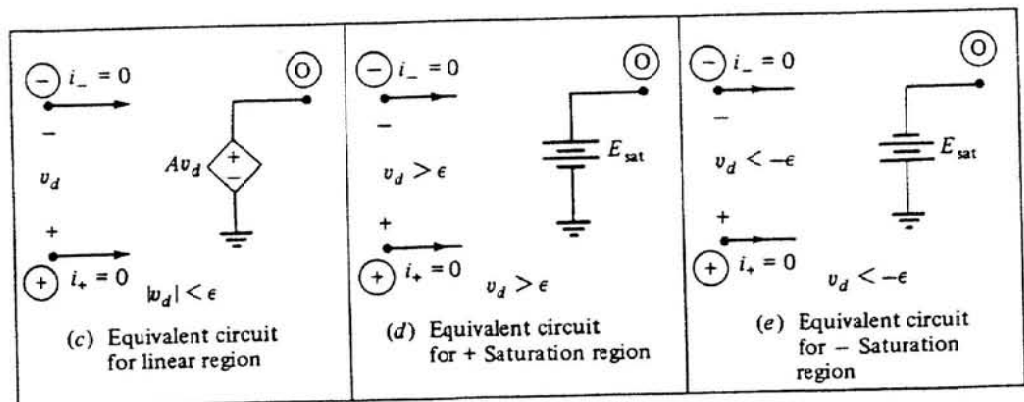 − i₋ = 0
O
−
v_d
A v_d
+
−
+
+ i₊ = 0
|v_d| < ϵ
(c) Equivalent circuit
for linear region
− i₋ = 0
O
−
v_d > ϵ
E_sat
+
+ i₊ = 0
v_d > ϵ
(d) Equivalent circuit
for + Saturation region
− i₋ = 0
O
−
v_d < −ϵ
E_sat
+
+ i₊ = 0
v_d < −ϵ
(e) Equivalent circuit
for − Saturation
region